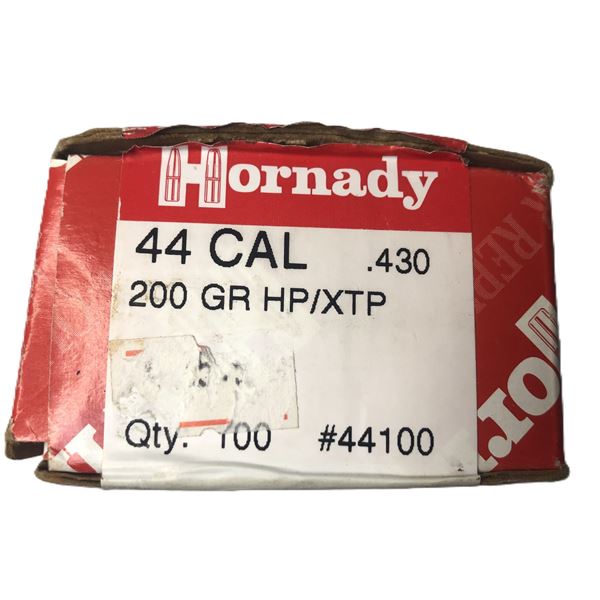 Hornady
44 CAL .430
200 GR HP/XTP
Qty. 100 #44100